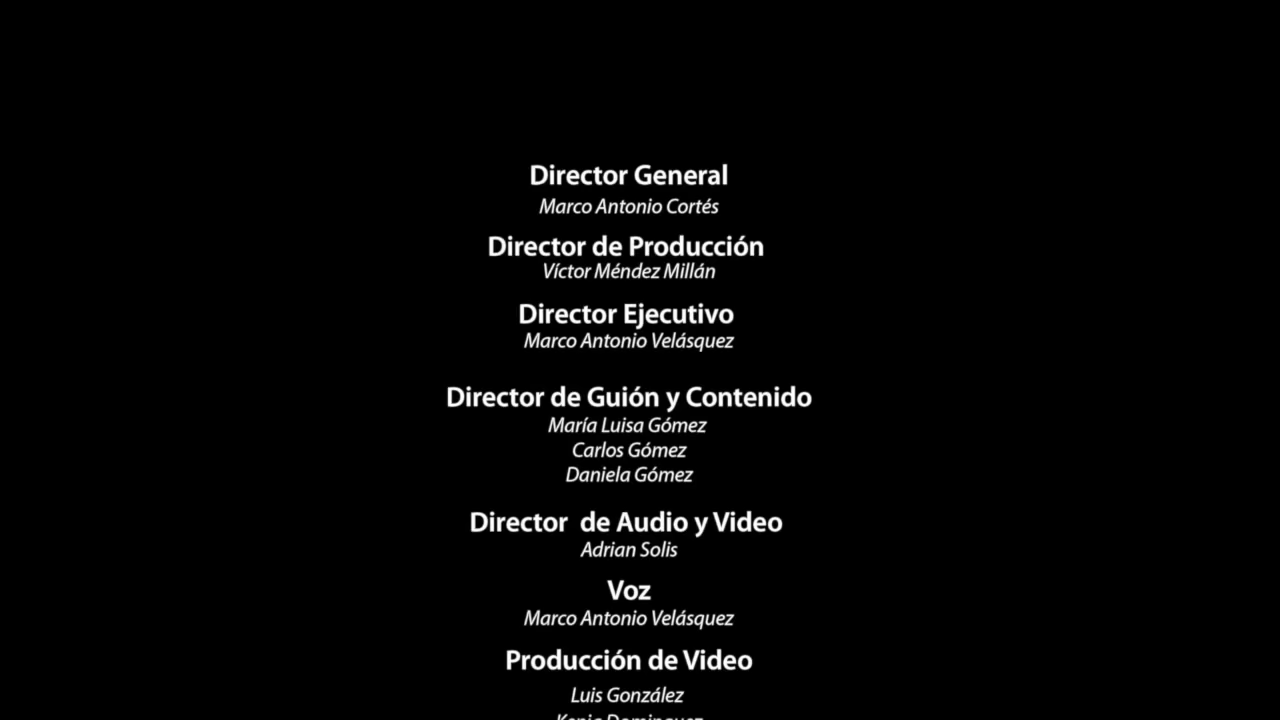 Director General
Marco Antonio Cortés
Director de Producción
Víctor Méndez Millán
Director Ejecutivo
Marco Antonio Velásquez
Director de Guión y Contenido
María Luisa Gómez
Carlos Gómez
Daniela Gómez
Director de Audio y Video
Adrian Solis
Voz
Marco Antonio Velásquez
Producción de Video
Luis González